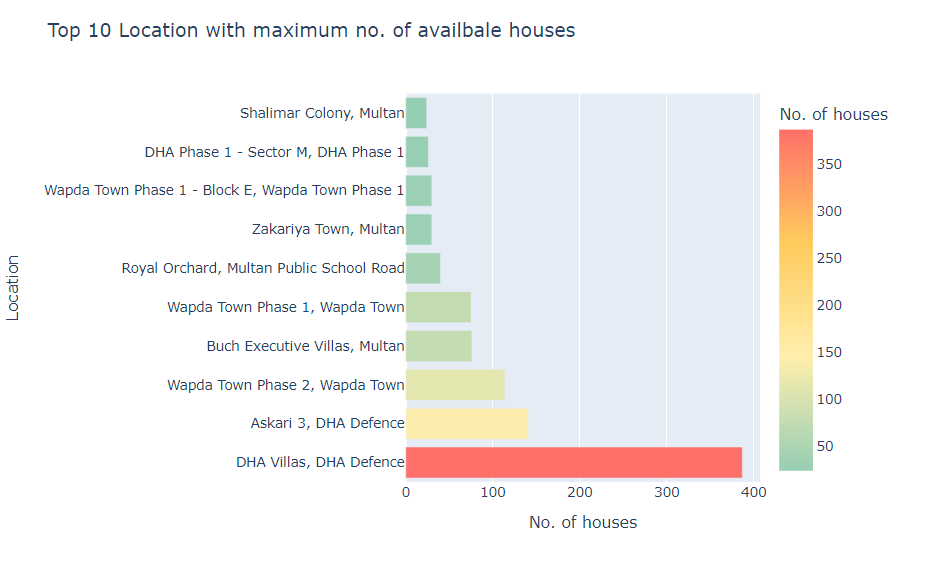 Top 10 Location with maximum no. of availbale houses
Shalimar Colony, Multan
DHA Phase 1 - Sector M, DHA Phase 1
Wapda Town Phase 1 - Block E, Wapda Town Phase 1
Zakariya Town, Multan
Royal Orchard, Multan Public School Road
Wapda Town Phase 1, Wapda Town
Buch Executive Villas, Multan
Wapda Town Phase 2, Wapda Town
Askari 3, DHA Defence
DHA Villas, DHA Defence
Location
0 100 200 300 400
No. of houses
No. of houses
350
300
250
200
150
100
50